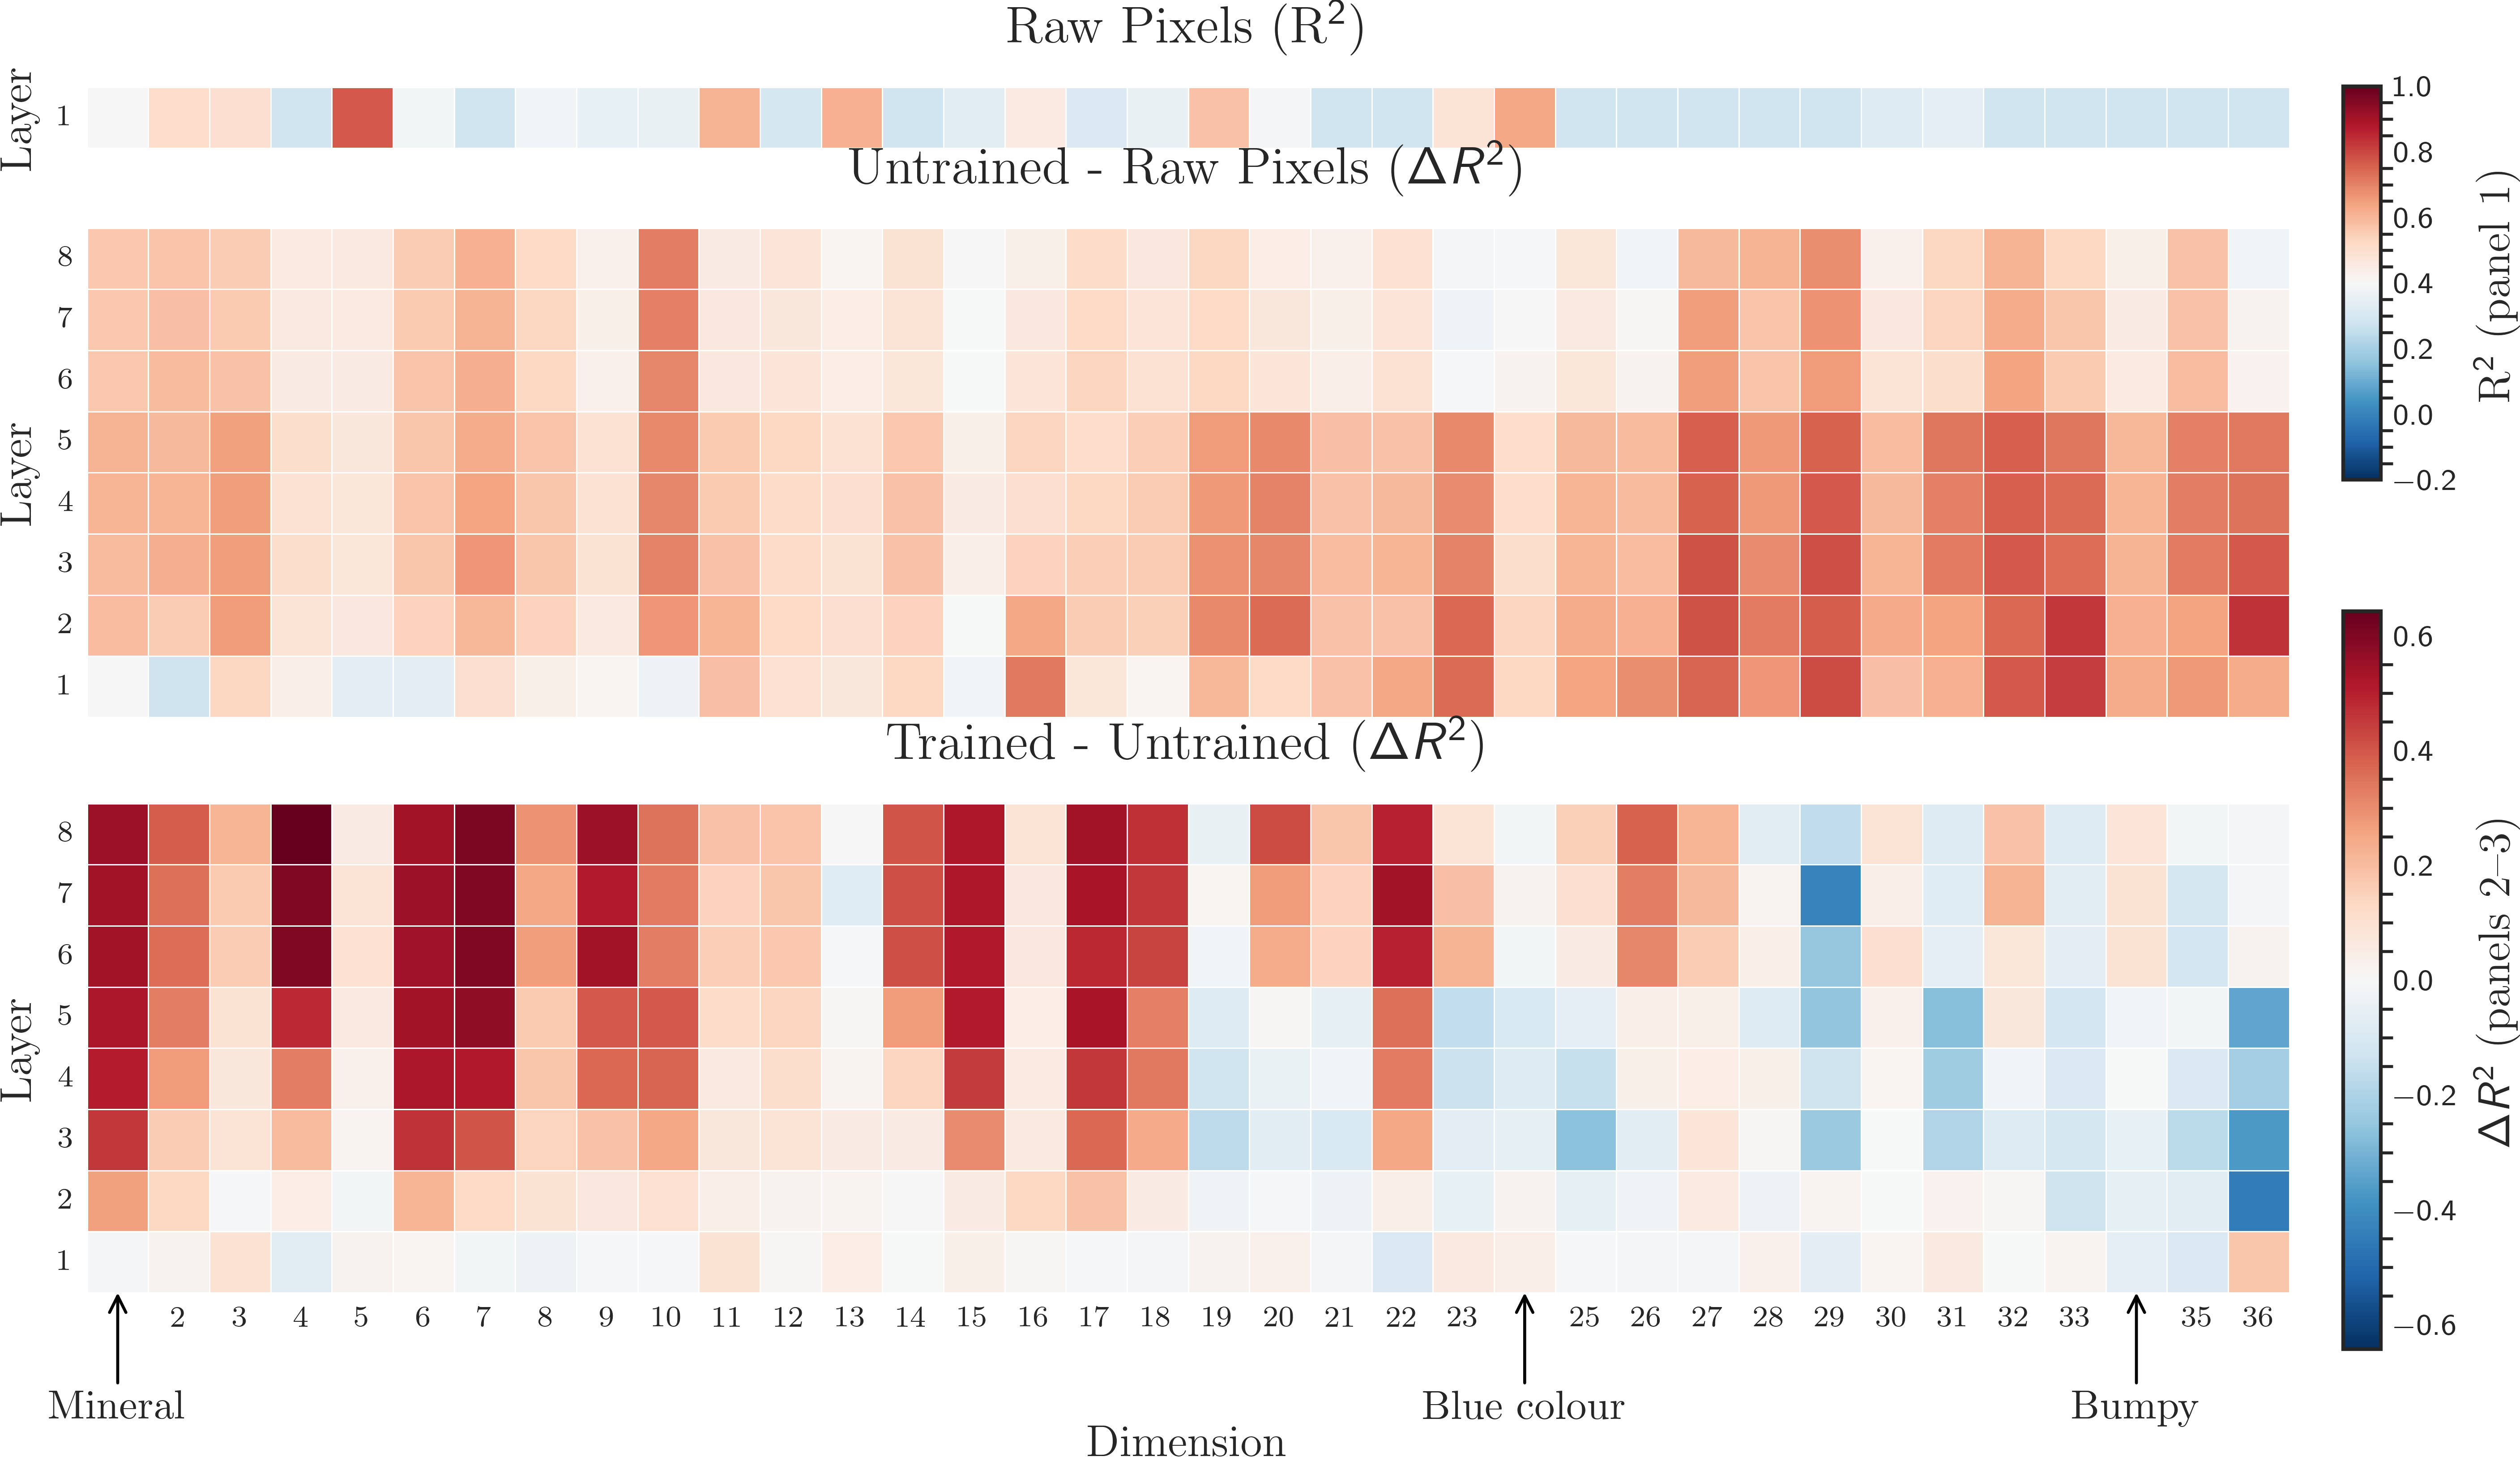 Raw Pixels (R²)
Layer
1
Untrained - Raw Pixels (ΔR²)
Layer
8
7
6
5
4
3
2
1
Trained - Untrained (ΔR²)
Layer
8
7
6
5
4
3
2
1
2 3 4 5 6 7 8 9 10 11 12 13 14 15 16 17 18 19 20 21 22 23 25 26 27 28 29 30 31 32 33 35 36
Mineral Blue colour Bumpy
Dimension
1.0
0.8
0.6
0.4
0.2
0.0
−0.2
R² (panel 1)
0.6
0.4
0.2
0.0
−0.2
−0.4
−0.6
ΔR² (panels 2–3)